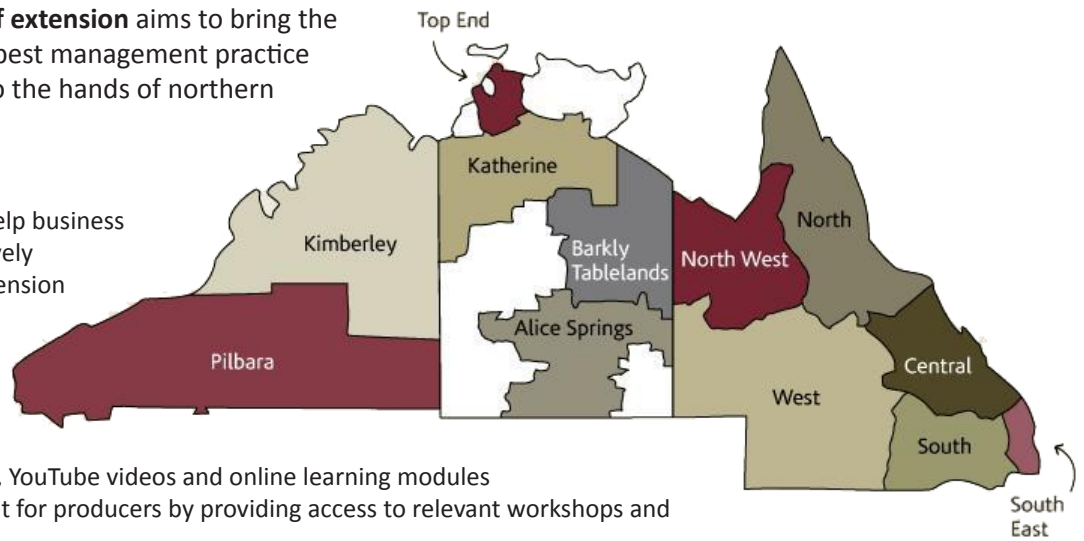 f extension aims to bring the
best management practice
o the hands of northern
elp business
vely
ension
Top End
Katherine
Kimberley
Barkly
Tablelands
North West
North
Alice Springs
Pilbara
West
Central
South
South
East
, YouTube videos and online learning modules
t for producers by providing access to relevant workshops and